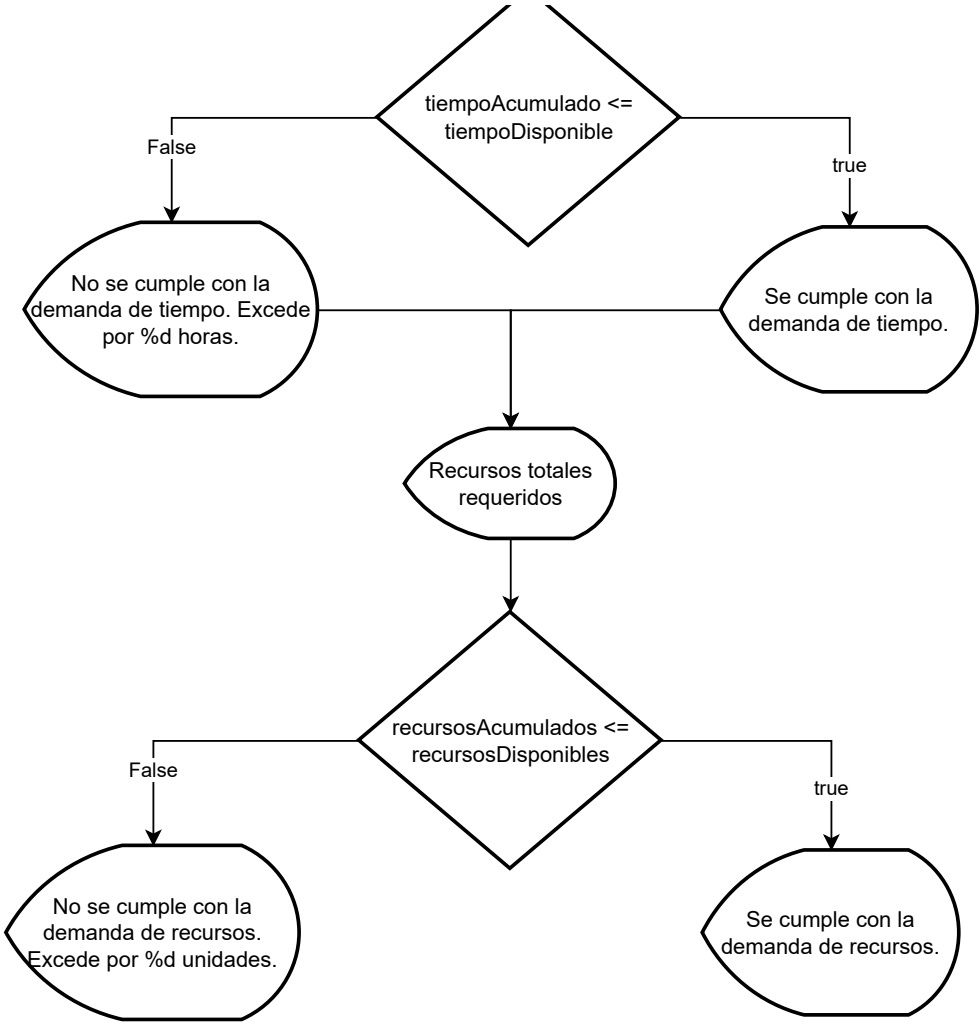 tiempoAcumulado <=
tiempoDisponible
False
true
No se cumple con la
demanda de tiempo. Excede
por %d horas.
Se cumple con la
demanda de tiempo.
Recursos totales
requeridos
recursosAcumulados <=
recursosDisponibles
False
true
No se cumple con la
demanda de recursos.
Excede por %d unidades.
Se cumple con la
demanda de recursos.